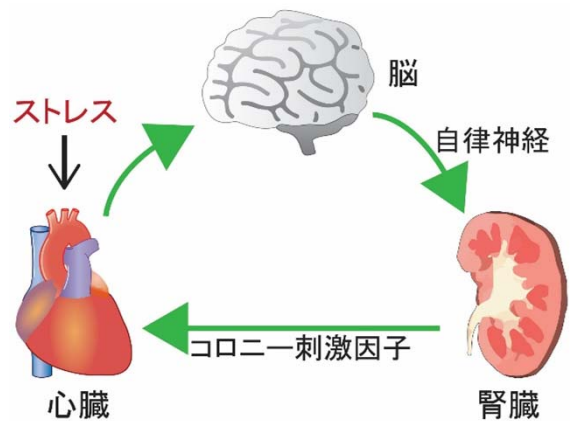 脳
ストレス
自律神経
コロニー刺激因子
心臓
腎臓